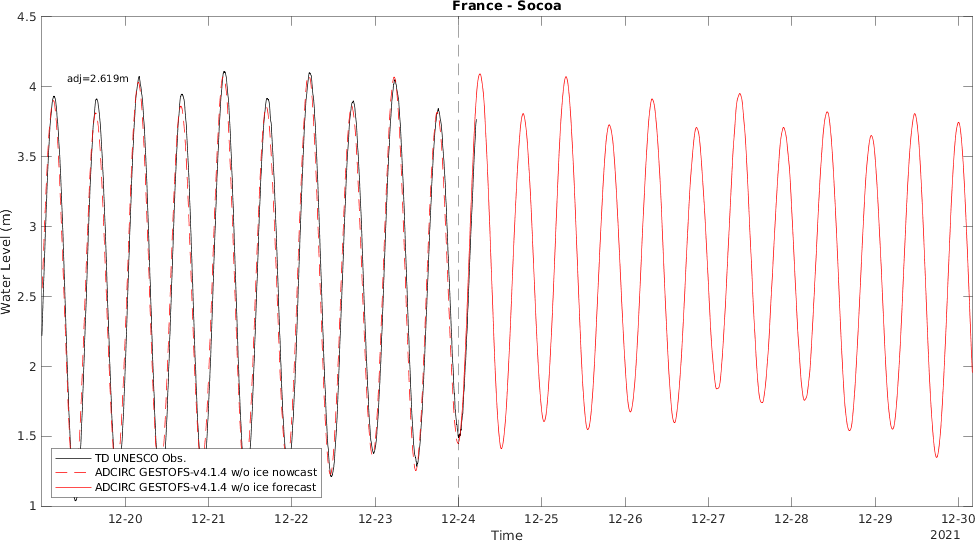 France - Socoa
4.5
4
3.5
3
2.5
2
1.5
1
Water Level (m)
adj=2.619m
TD UNESCO Obs.
ADCIRC GESTOFS-v4.1.4 w/o ice nowcast
ADCIRC GESTOFS-v4.1.4 w/o ice forecast
12-20 12-21 12-22 12-23 12-24 12-25 12-26 12-27 12-28 12-29 12-30
Time
2021